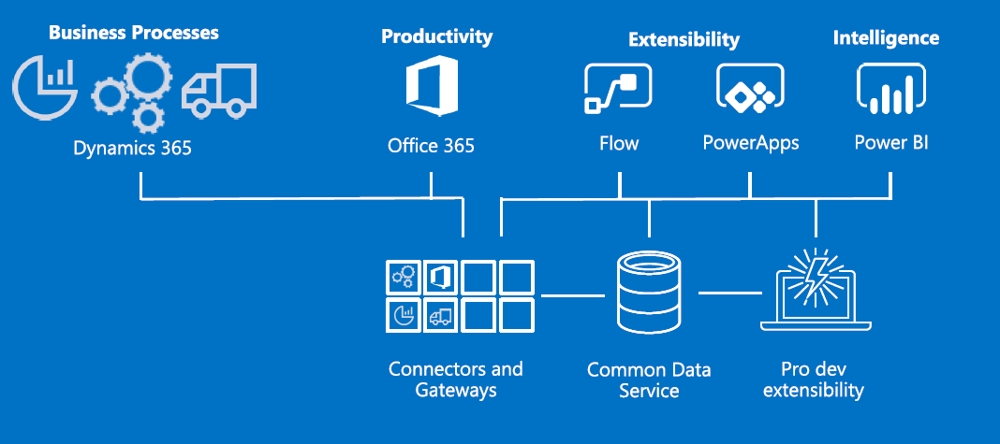 Business Processes
Productivity
Extensibility
Intelligence
Dynamics 365
Office 365
Flow
PowerApps
Power BI
Connectors and
Gateways
Common Data
Service
Pro dev
extensibility